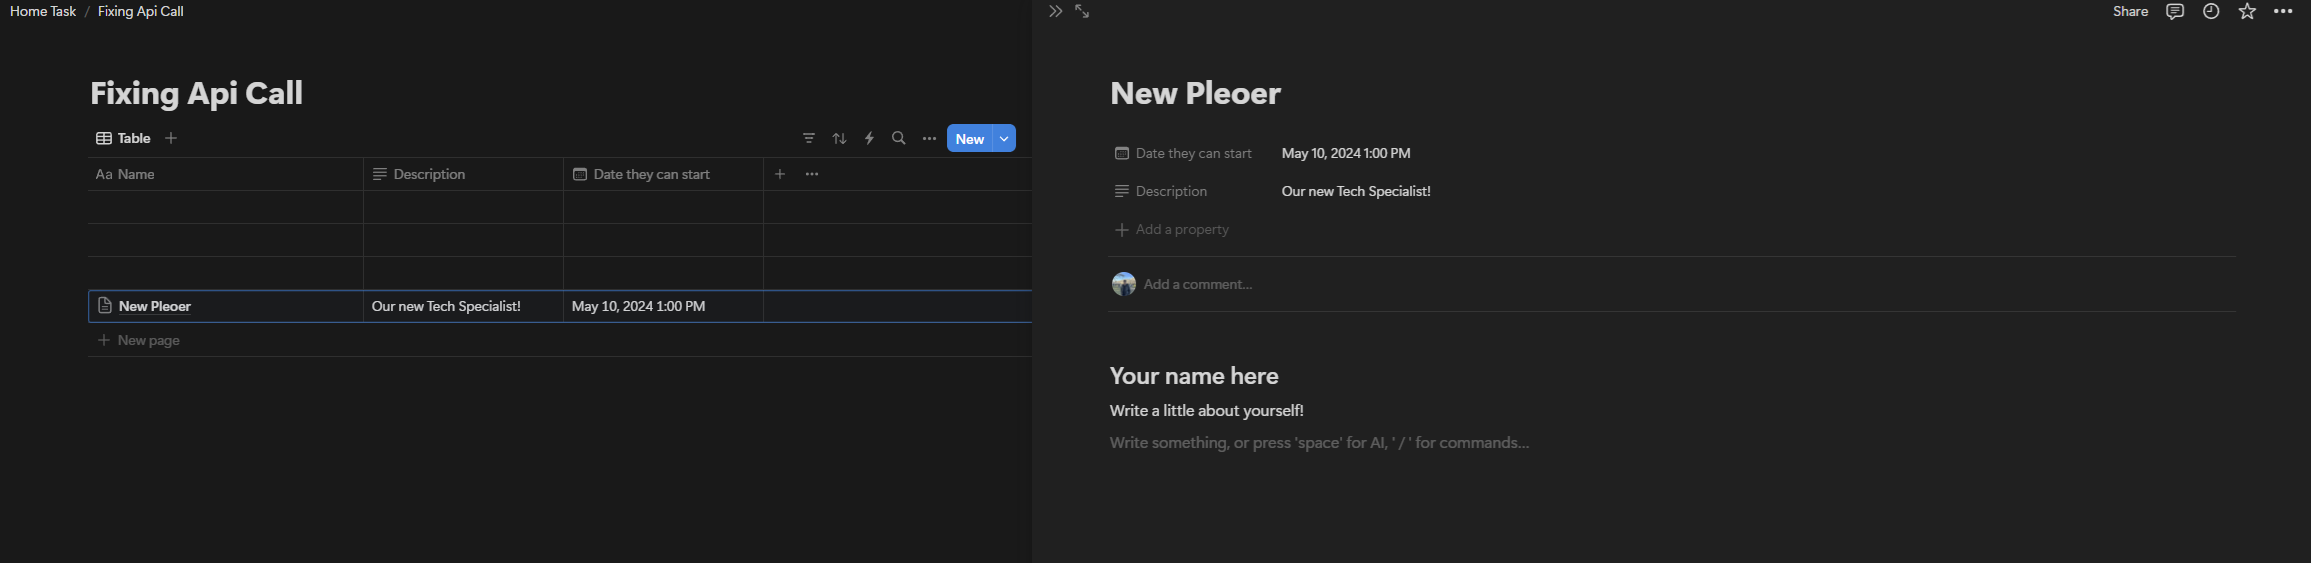 Home Task / Fixing Api Call
Fixing Api Call
Table
New
Aa Name Description Date they can start
New Pleoer Our new Tech Specialist! May 10, 2024 1:00 PM
New page
Share
New Pleoer
Date they can start May 10, 2024 1:00 PM
Description Our new Tech Specialist!
Add a property
Add a comment...
Your name here
Write a little about yourself!
Write something, or press 'space' for AI, '/' for commands...